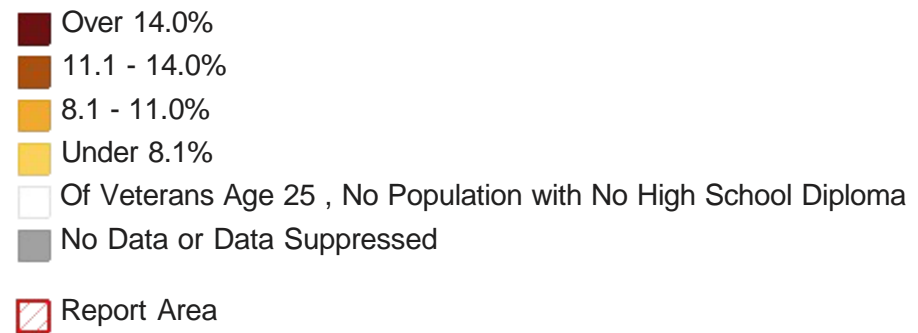 Over 14.0%
11.1 - 14.0%
8.1 - 11.0%
Under 8.1%
Of Veterans Age 25 , No Population with No High School Diploma
No Data or Data Suppressed
Report Area